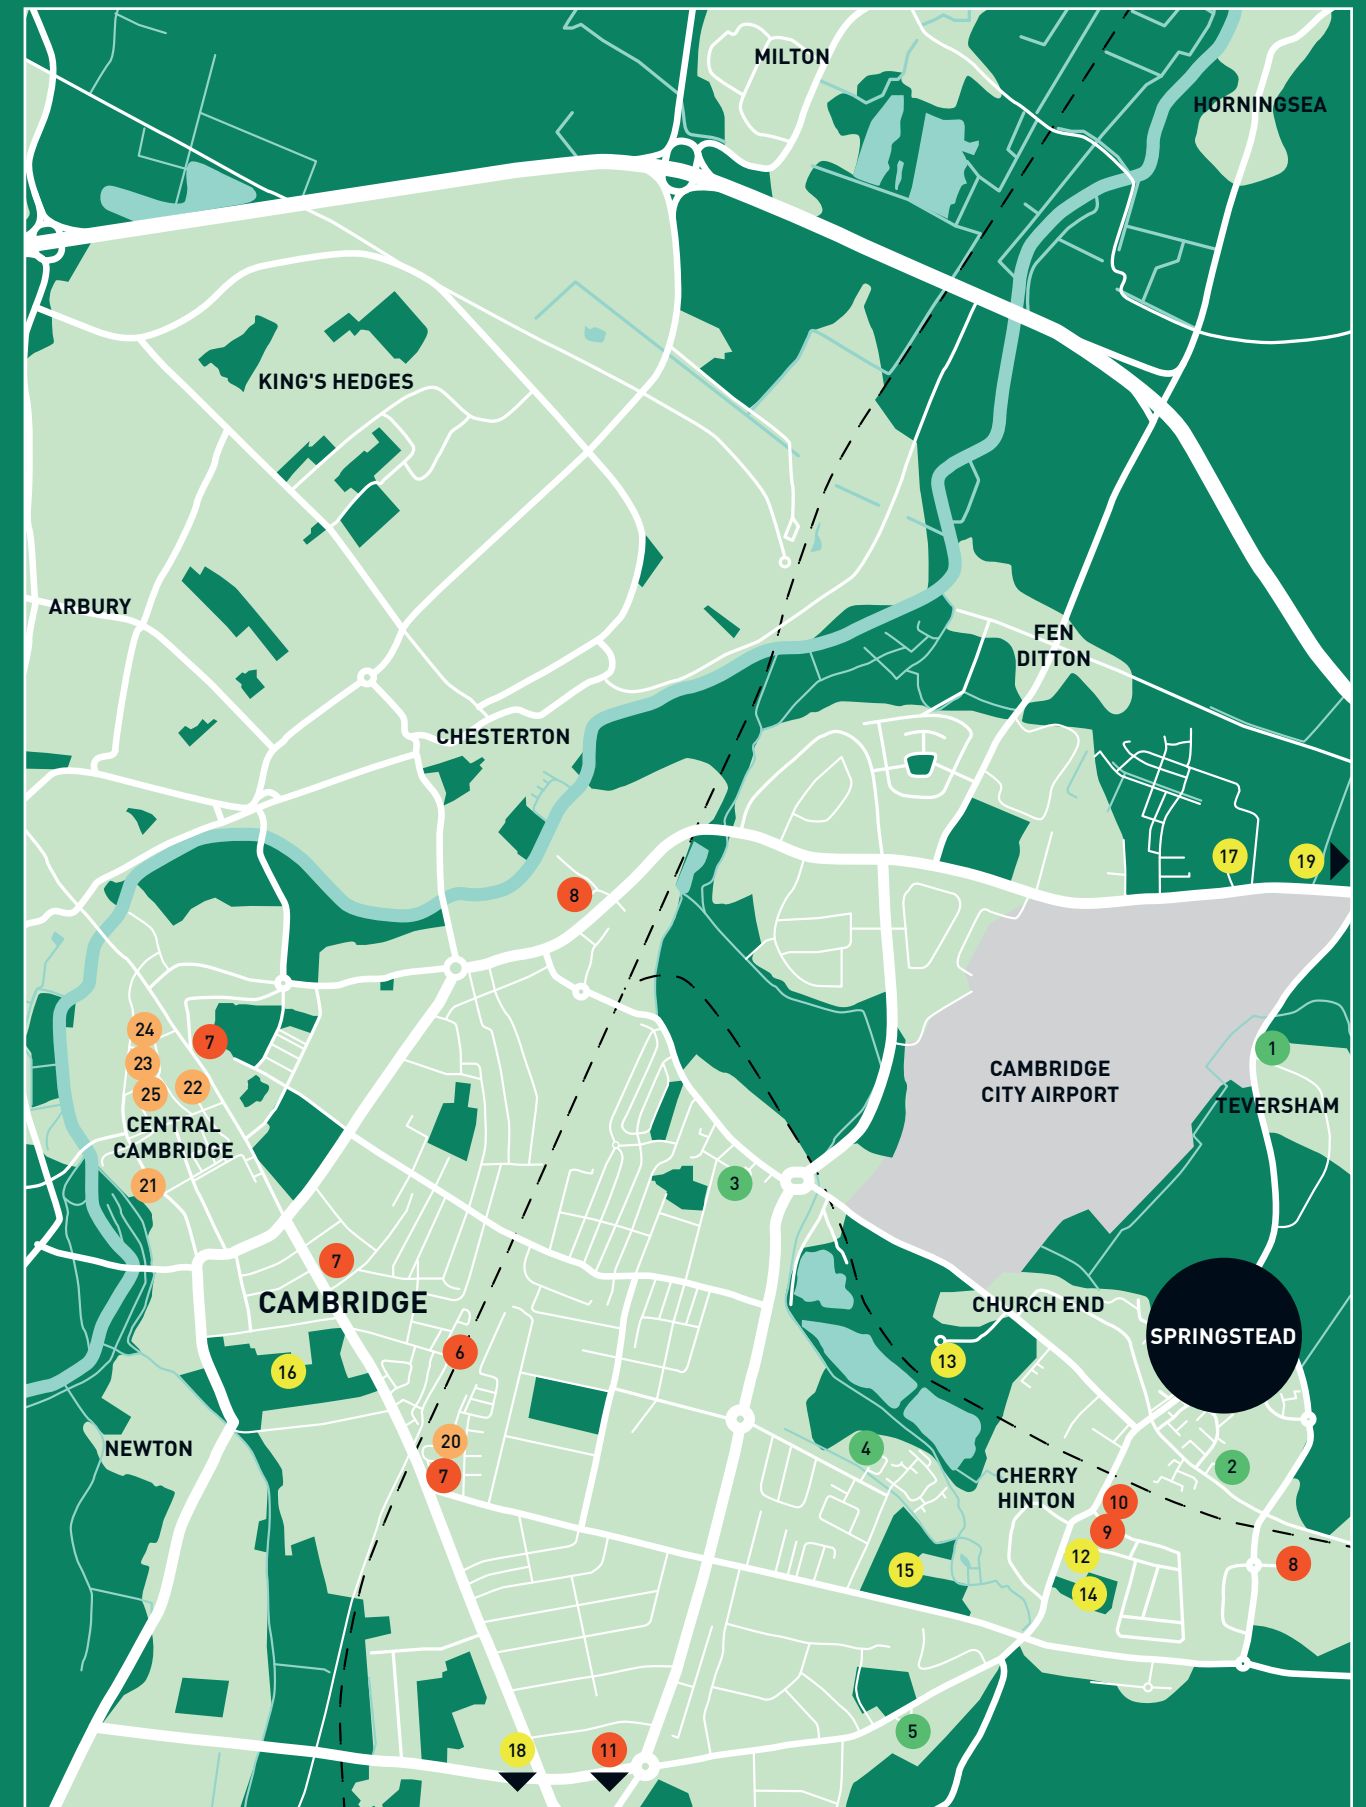 MILTON
HORNINGSEA
KING'S HEDGES
ARBURY
FEN
DITTON
CHESTERTON
17
19
8
24
7
23
22
25
CENTRAL
CAMBRIDGE
21
CAMBRIDGE
CITY AIRPORT
1
TEVERSHAM
3
7
CAMBRIDGE
CHURCH END
SPRINGSTEAD
6
13
16
20
7
NEWTON
4
2
CHERRY
HINTON
10
9
12
8
15
14
5
18
11